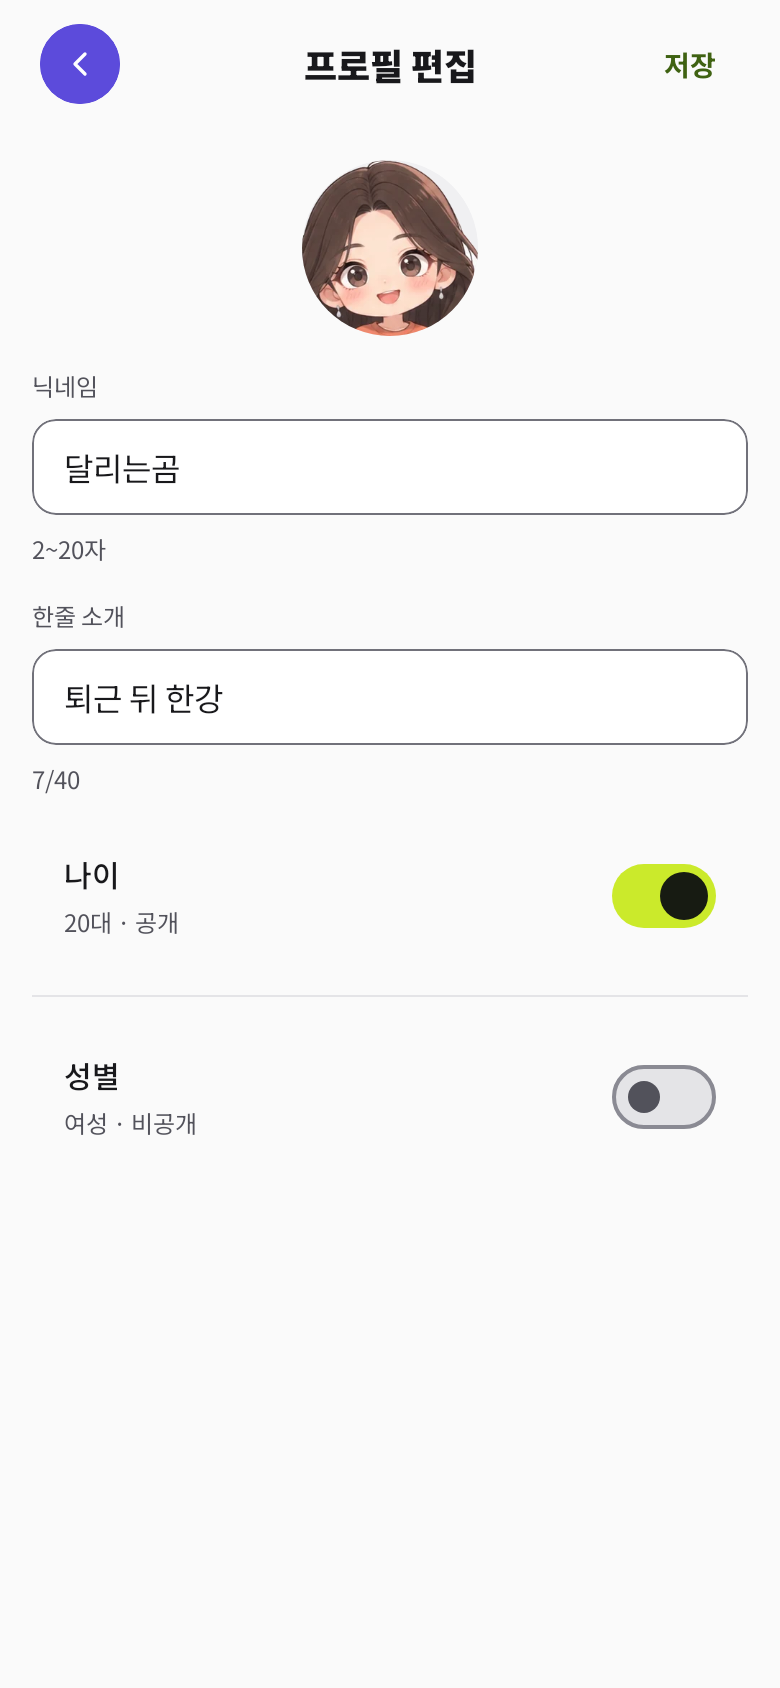 프로필 편집
저장
닉네임
달리는곰
2~20자
한줄 소개
퇴근 뒤 한강
7/40
나이
20대 · 공개
성별
여성 · 비공개